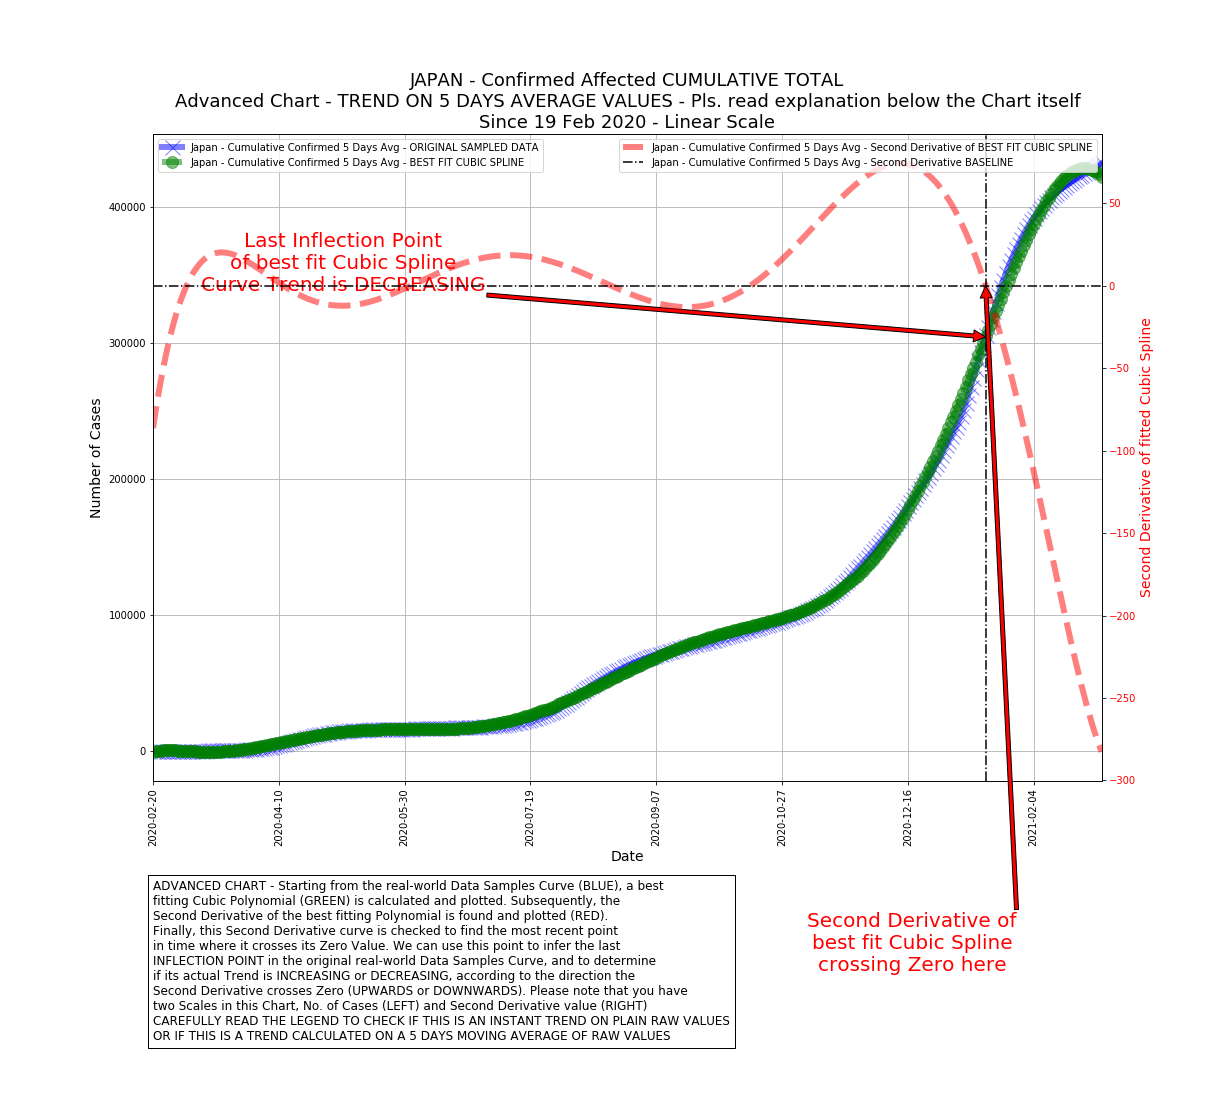 JAPAN - Confirmed Affected CUMULATIVE TOTAL
Advanced Chart - TREND ON 5 DAYS AVERAGE VALUES - Pls. read explanation below the Chart itself
Since 19 Feb 2020 - Linear Scale
Japan - Cumulative Confirmed 5 Days Avg - ORIGINAL SAMPLED DATA
Japan - Cumulative Confirmed 5 Days Avg - BEST FIT CUBIC SPLINE
Japan - Cumulative Confirmed 5 Days Avg - Second Derivative of BEST FIT CUBIC SPLINE
Japan - Cumulative Confirmed 5 Days Avg - Second Derivative BASELINE
Last Inflection Point
of best fit Cubic Spline
Curve Trend is DECREASING
Number of Cases
400000
300000
200000
100000
0
50
0
−50
−100
−150
−200
−250
−300
Second Derivative of fitted Cubic Spline
2020-02-20
2020-04-10
2020-05-30
2020-07-19
2020-09-07
2020-10-27
2020-12-16
2021-02-04
Date
Second Derivative of
best fit Cubic Spline
crossing Zero here
ADVANCED CHART - Starting from the real-world Data Samples Curve (BLUE), a best
fitting Cubic Polynomial (GREEN) is calculated and plotted. Subsequently, the
Second Derivative of the best fitting Polynomial is found and plotted (RED).
Finally, this Second Derivative curve is checked to find the most recent point
in time where it crosses its Zero Value. We can use this point to infer the last
INFLECTION POINT in the original real-world Data Samples Curve, and to determine
if its actual Trend is INCREASING or DECREASING, according to the direction the
Second Derivative crosses Zero (UPWARDS or DOWNWARDS). Please note that you have
two Scales in this Chart, No. of Cases (LEFT) and Second Derivative value (RIGHT)
CAREFULLY READ THE LEGEND TO CHECK IF THIS IS AN INSTANT TREND ON PLAIN RAW VALUES
OR IF THIS IS A TREND CALCULATED ON A 5 DAYS MOVING AVERAGE OF RAW VALUES